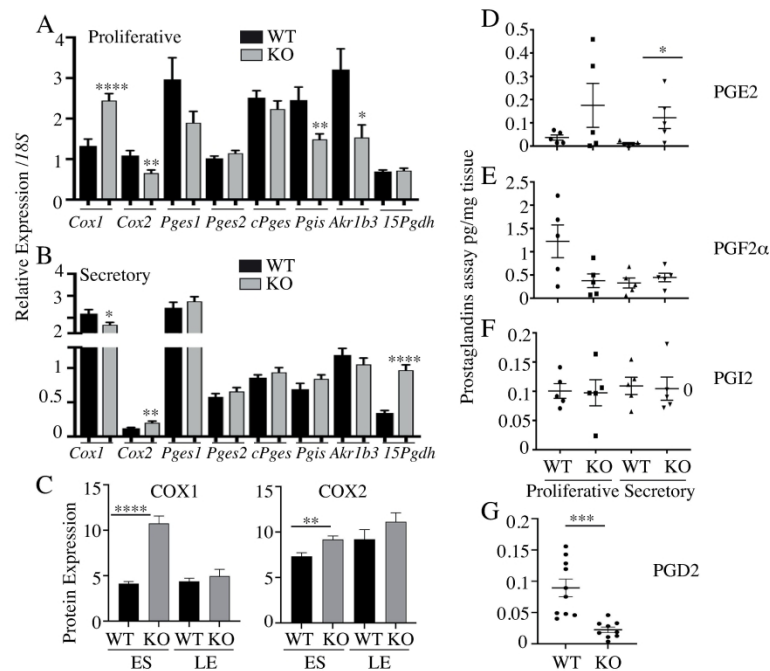 A
Proliferative
WT
KO
Relative Expression /18S
4
3
2
1
0
****
**
**
*
Cox1 Cox2 Pges1 Pges2 cPges Pgis Akr1b3 15Pgdh
B
Secretory
WT
KO
3
2
1
0.5
0
*
**
****
Cox1 Cox2 Pges1 Pges2 cPges Pgis Akr1b3 15Pgdh
C
Protein Expression
COX1
15
10
5
0
****
WT KO WT KO
ES LE
COX2
15
10
5
0
**
WT KO WT KO
ES LE
Prostaglandins assay pg/mg tissue
D
0.5
0.4
0.3
0.2
0.1
0
*
PGE2
E
2.5
2
1.5
1
0.5
0
PGF2α
F
0.2
0.15
0.1
0.05
0
0
PGI2
WT KO WT KO
Proliferative Secretory
G
0.2
0.15
0.1
0.05
0
***
PGD2
WT KO